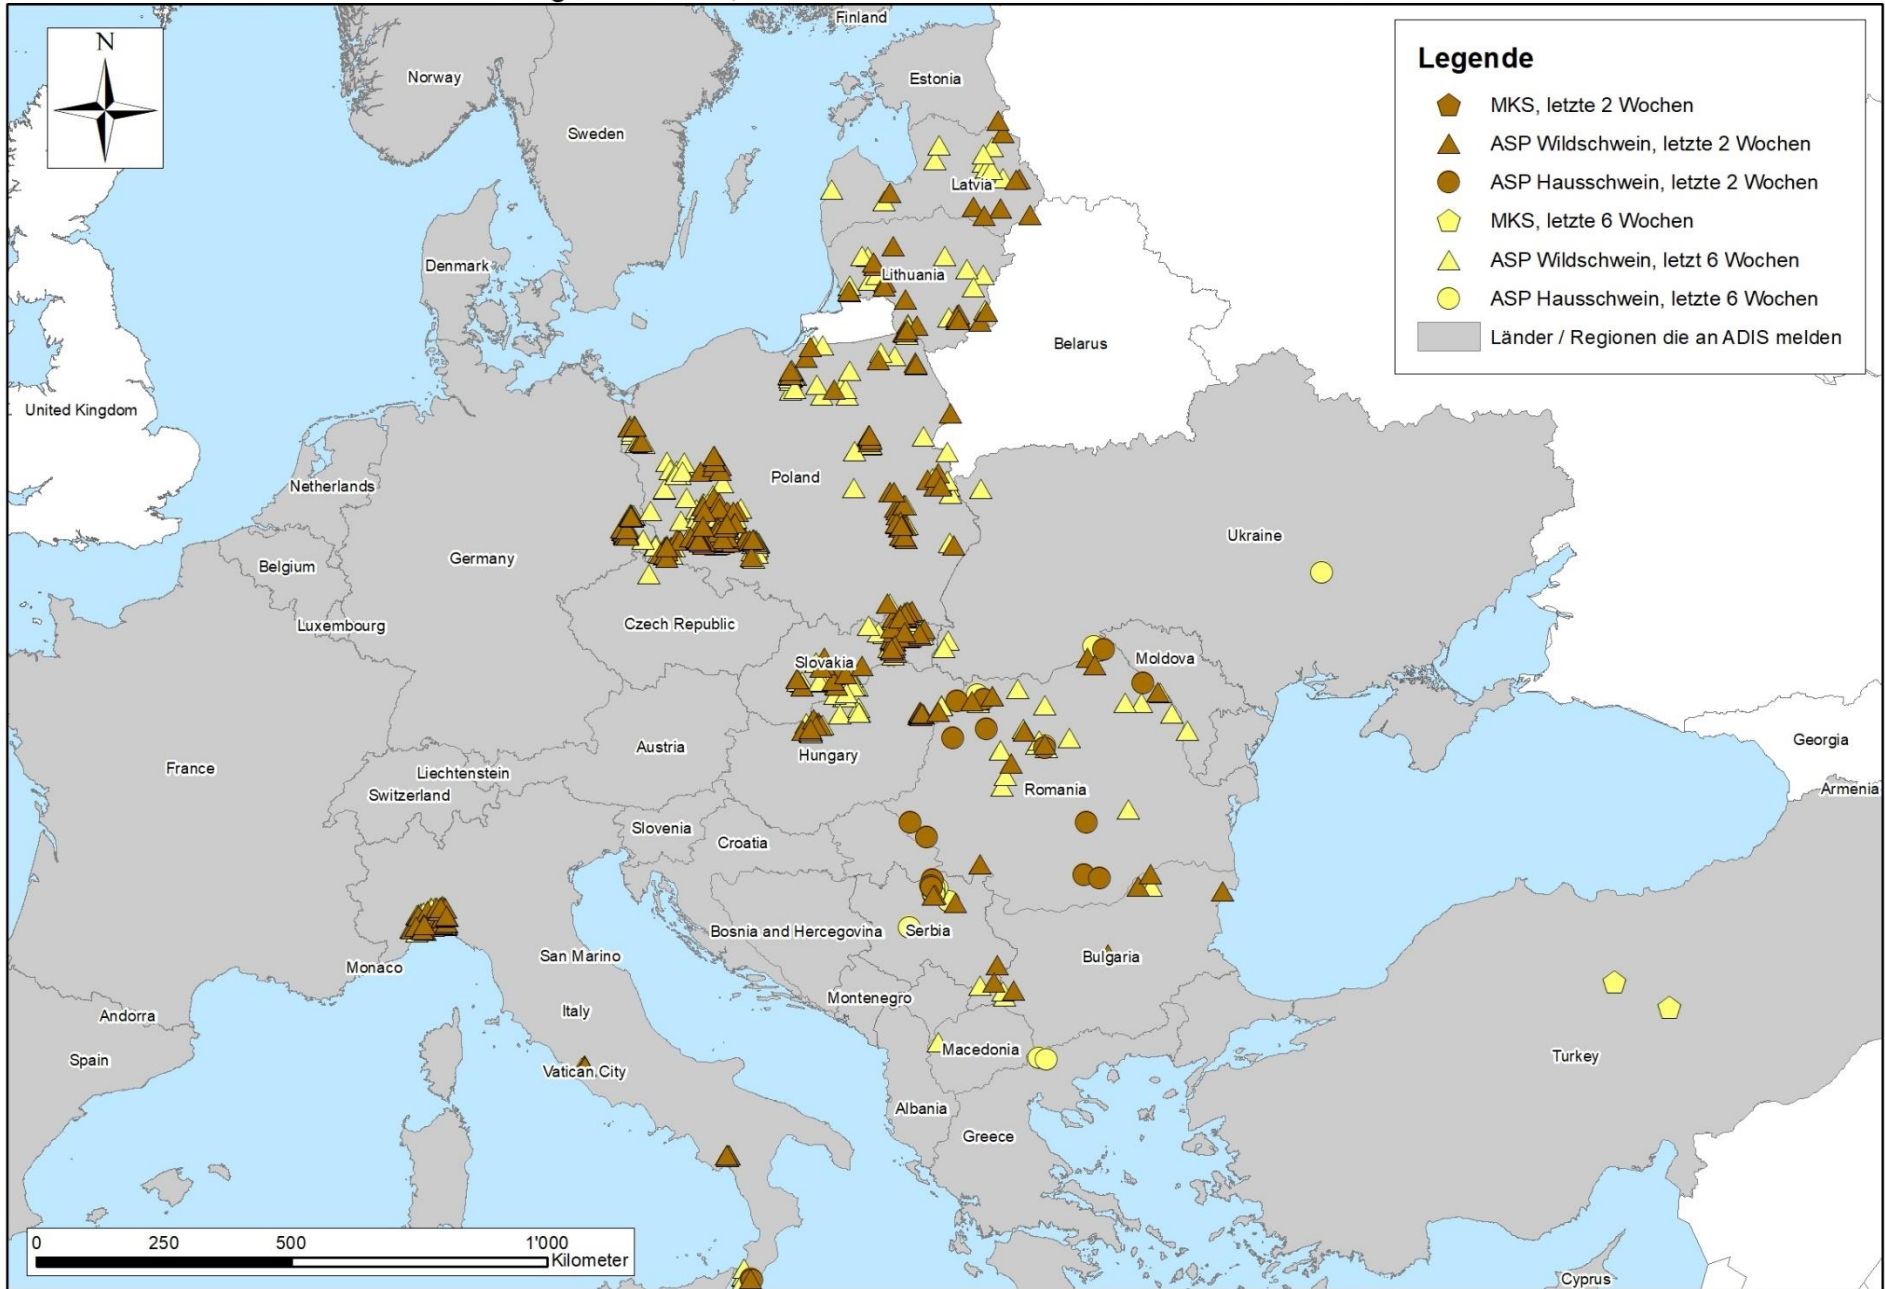 N
Legende
MKS, letzte 2 Wochen
ASP Wildschwein, letzte 2 Wochen
ASP Hausschwein, letzte 2 Wochen
MKS, letzte 6 Wochen
ASP Wildschwein, letzt 6 Wochen
ASP Hausschwein, letzte 6 Wochen
Länder / Regionen die an ADIS melden
Finland
Norway
Estonia
Sweden
Latvia
Denmark
Lithuania
Belarus
United Kingdom
Netherlands
Poland
Ukraine
Germany
Belgium
Czech Republic
Luxembourg
Slovakia
Moldova
Austria
Hungary
Georgia
France
Liechtenstein
Switzerland
Romania
Armenia
Slovenia
Croatia
Bosnia and Hercegovina
Serbia
San Marino
Bulgaria
Monaco
Montenegro
Andorra
Italy
Macedonia
Spain
Turkey
Vatican City
Albania
Greece
0 250 500 1'000
Kilometer
Cyprus